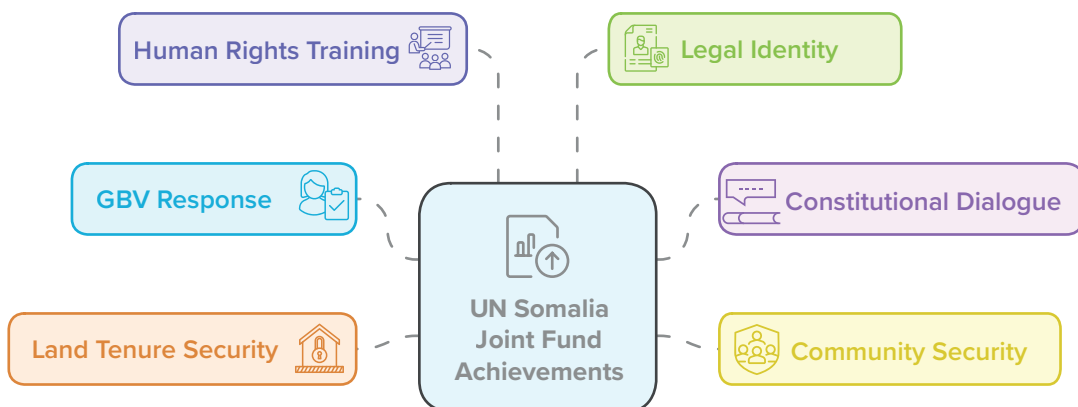 Human Rights Training
Legal Identity
GBV Response
Constitutional Dialogue
UN Somalia
Joint Fund
Achievements
Land Tenure Security
Community Security